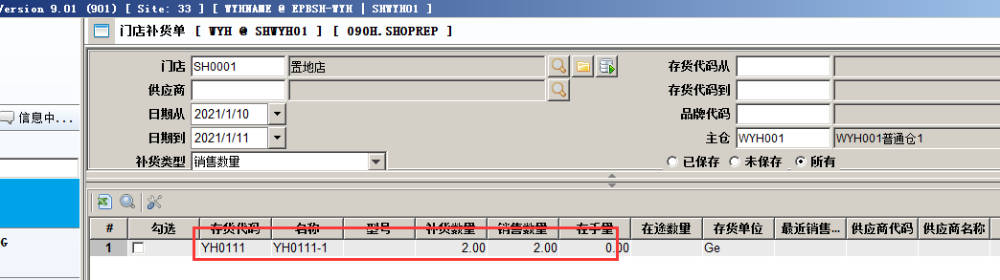 Version 9.01 (901) [ Site: 33 ] [ WYHNAME @ EPBSH-WYH | SHWYH01 ]
门店补货单 [ WYH @ SHWYH01 ] [ 090H.SHOPREP ]
门店 SH0001 置地店 存货代码从
供应商 存货代码到
信息中...
日期从 2021/1/10 品牌代码
日期到 2021/1/11 主仓 WYH001 WYH001普通仓1
补货类型 销售数量 已保存 未保存 所有
# 勾选 存货代码 名称 型号 补货数量 销售数量 在手量 在途数量 存货单位 最近销售... 供应商代码 供应商名称
G
1 YH0111 YH0111-1 2.00 2.00 0.00 Ge